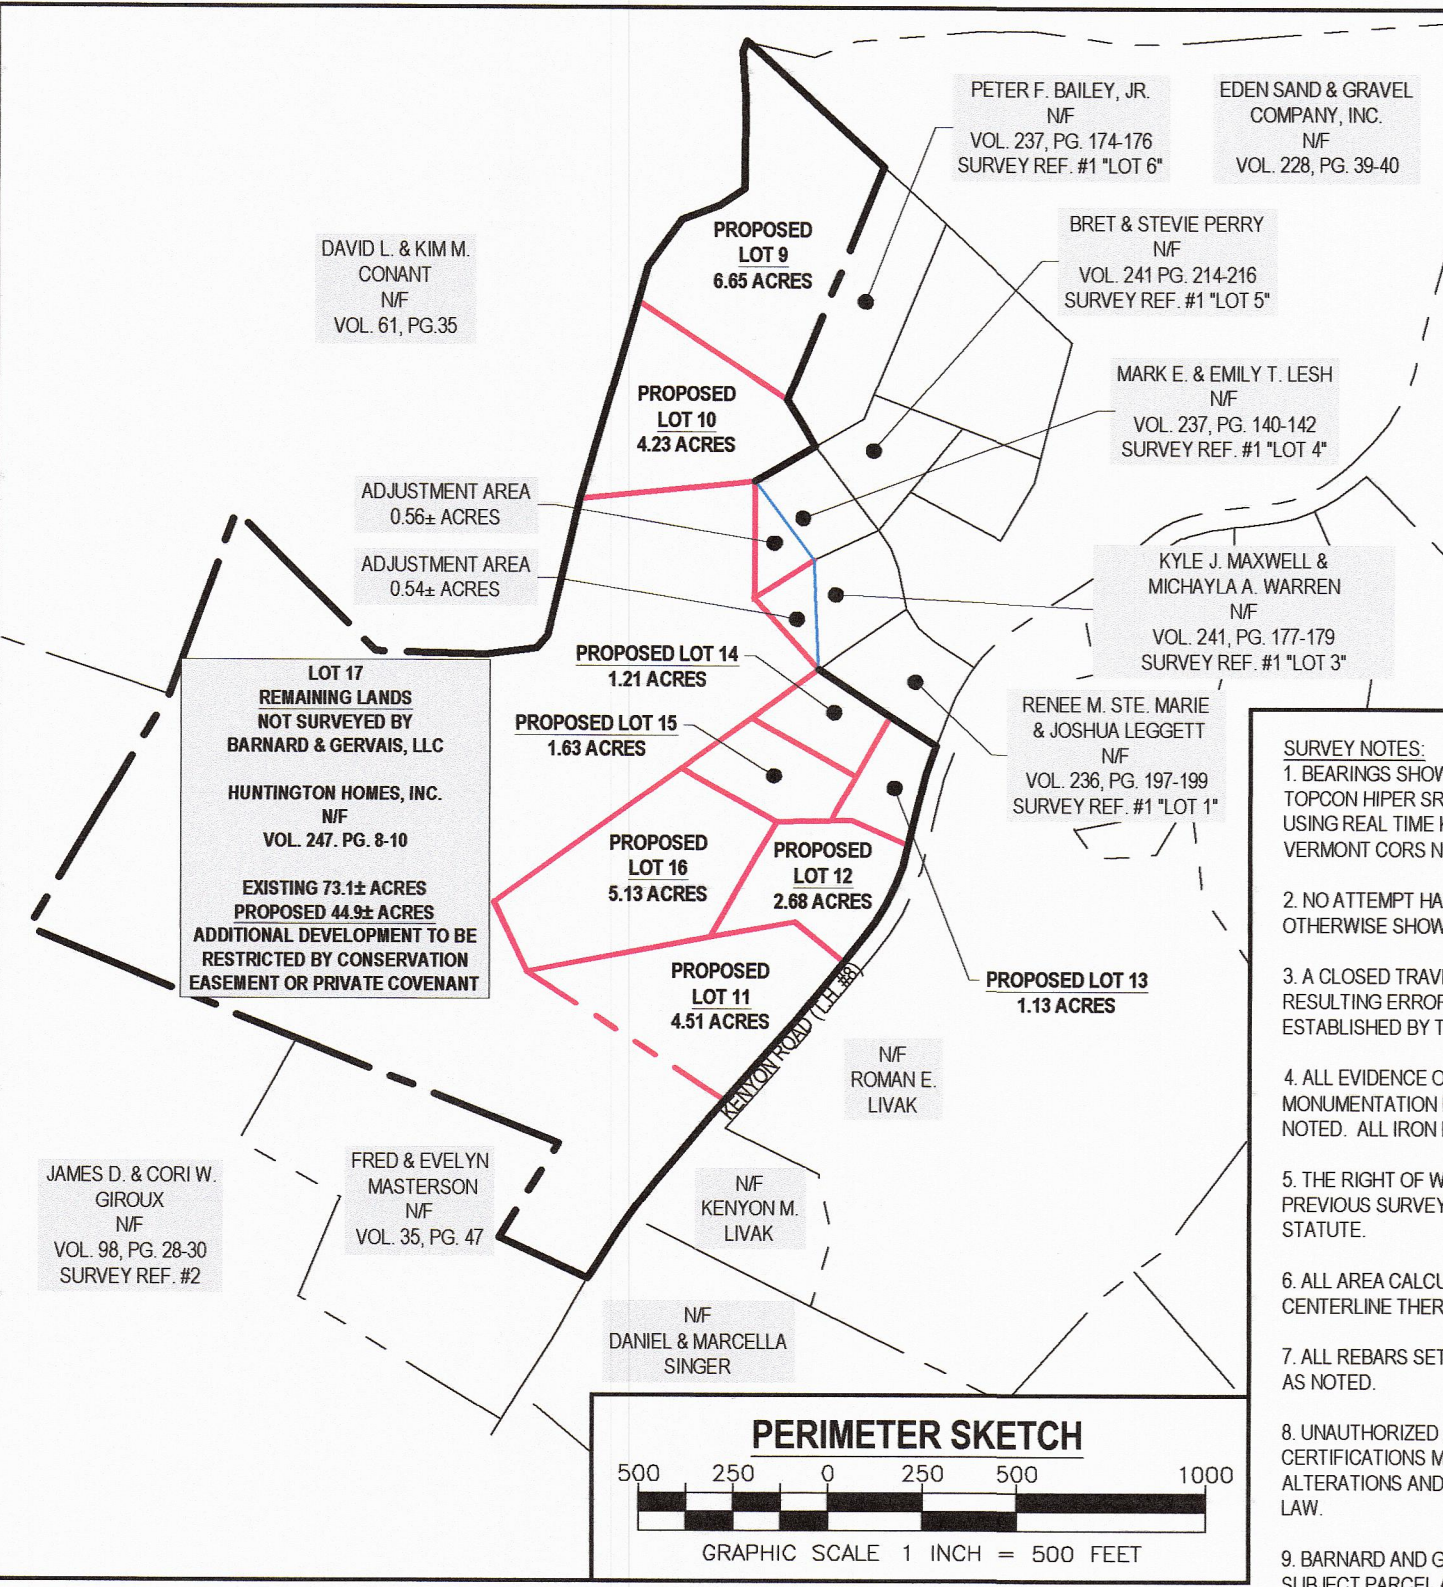 PETER F. BAILEY, JR.
N/F
VOL. 237, PG. 174-176
SURVEY REF. #1 "LOT 6"
EDEN SAND & GRAVEL
COMPANY, INC.
N/F
VOL. 228, PG. 39-40
BRET & STEVIE PERRY
N/F
VOL. 241 PG. 214-216
SURVEY REF. #1 "LOT 5"
DAVID L. & KIM M.
CONANT
N/F
VOL. 61, PG.35
PROPOSED
LOT 9
6.65 ACRES
MARK E. & EMILY T. LESH
N/F
VOL. 237, PG. 140-142
SURVEY REF. #1 "LOT 4"
PROPOSED
LOT 10
4.23 ACRES
ADJUSTMENT AREA
0.56± ACRES
ADJUSTMENT AREA
0.54± ACRES
KYLE J. MAXWELL &
MICHAYLA A. WARREN
N/F
VOL. 241, PG. 177-179
SURVEY REF. #1 "LOT 3"
PROPOSED LOT 14
1.21 ACRES
PROPOSED LOT 15
1.63 ACRES
RENEE M. STE. MARIE
& JOSHUA LEGGETT
N/F
VOL. 236, PG. 197-199
SURVEY REF. #1 "LOT 1"
LOT 17
REMAINING LANDS
NOT SURVEYED BY
BARNARD & GERVAIS, LLC
HUNTINGTON HOMES, INC.
N/F
VOL. 247. PG. 8-10
EXISTING 73.1± ACRES
PROPOSED 44.9± ACRES
ADDITIONAL DEVELOPMENT TO BE
RESTRICTED BY CONSERVATION
EASEMENT OR PRIVATE COVENANT
PROPOSED
LOT 16
5.13 ACRES
PROPOSED
LOT 12
2.68 ACRES
PROPOSED
LOT 11
4.51 ACRES
PROPOSED LOT 13
1.13 ACRES
KENYON ROAD (T.H. #8)
N/F
ROMAN E.
LIVAK
JAMES D. & CORI W.
GIROUX
N/F
VOL. 98, PG. 28-30
SURVEY REF. #2
FRED & EVELYN
MASTERSON
N/F
VOL. 35, PG. 47
N/F
KENYON M.
LIVAK
N/F
DANIEL & MARCELLA
SINGER
PERIMETER SKETCH
500 250 0 250 500 1000
GRAPHIC SCALE 1 INCH = 500 FEET
SURVEY NOTES:
1. BEARINGS SHOW
TOPCON HIPER SR
USING REAL TIME
VERMONT CORS N
2. NO ATTEMPT HA
OTHERWISE SHOW
3. A CLOSED TRAV
RESULTING ERROR
ESTABLISHED BY T
4. ALL EVIDENCE O
MONUMENTATION
NOTED. ALL IRON
5. THE RIGHT OF W
PREVIOUS SURVEY
STATUTE.
6. ALL AREA CALCU
CENTERLINE THER
7. ALL REBARS SET
AS NOTED.
8. UNAUTHORIZED
CERTIFICATIONS M
ALTERATIONS AND
LAW.
9. BARNARD AND G
SUBJECT PARCEL